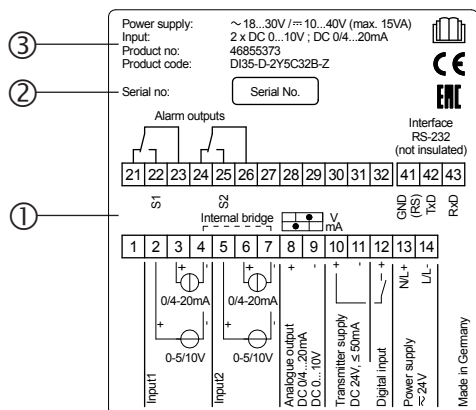 Power supply: ~ 18...30V / ⎓ 10...40V (max. 15VA)
Input: 2 x DC 0...10V ; DC 0/4...20mA
Product no: 46855373
Product code: DI35-D-2Y5C32B-Z
3
CE
2
Serial no: Serial No.
EAC
Alarm outputs
Interface
RS-232
(not insulated)
21 22 23 24 25 26 27 28 29 30 31 32 41 42 43
S1 S2 GND (RS) TxD RxD
1
Internal bridge V
mA
1 2 3 4 5 6 7 8 9 10 11 12 13 14
+ - + - + - + - - + N/L+ L/L-
0/4-20mA 0/4-20mA
+ - + -
0-5/10V 0-5/10V
Input1
Input2
Analogue output
DC 0/4...20mA
DC 0...10V
Transmitter supply
DC 24V, ≤ 50mA
Digital input
Power supply
⎓~24V
Made in Germany